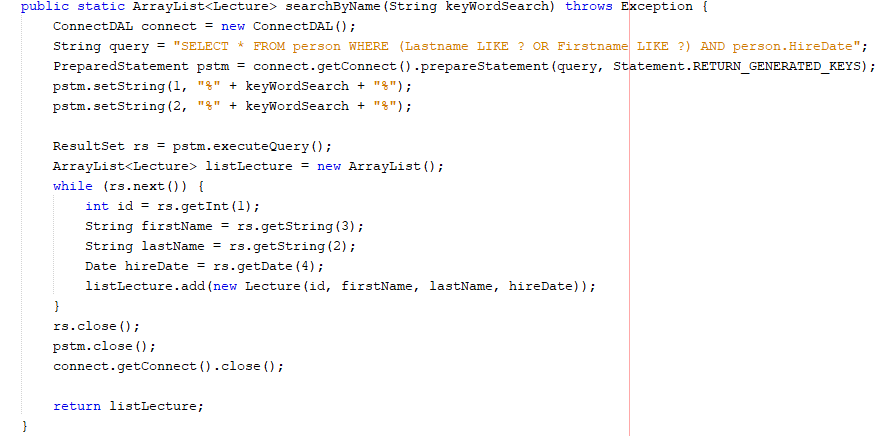 public static ArrayList<Lecture> searchByName(String keyWordSearch) throws Exception {
ConnectDAL connect = new ConnectDAL();
String query = "SELECT * FROM person WHERE (Lastname LIKE ? OR Firstname LIKE ?) AND person.HireDate";
PreparedStatement pstm = connect.getConnect().prepareStatement(query, Statement.RETURN_GENERATED_KEYS);
pstm.setString(1, "%" + keyWordSearch + "%");
pstm.setString(2, "%" + keyWordSearch + "%");
ResultSet rs = pstm.executeQuery();
ArrayList<Lecture> listLecture = new ArrayList();
while (rs.next()) {
int id = rs.getInt(1);
String firstName = rs.getString(3);
String lastName = rs.getString(2);
Date hireDate = rs.getDate(4);
listLecture.add(new Lecture(id, firstName, lastName, hireDate));
}
rs.close();
pstm.close();
connect.getConnect().close();
return listLecture;
}